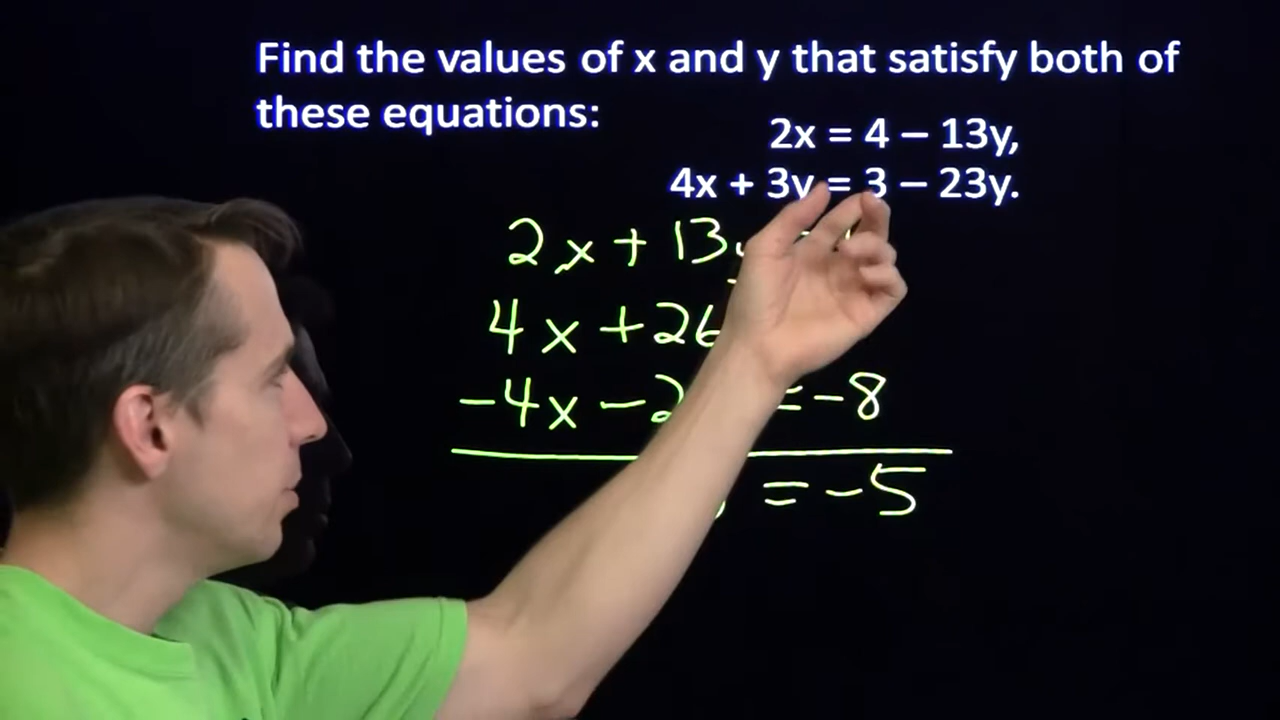 Find the values of x and y that satisfy both of
these equations:
2x = 4 – 13y,
4x + 3y = 3 – 23y.
2x + 13
4x + 26
-4x - 2 = -8
= -5